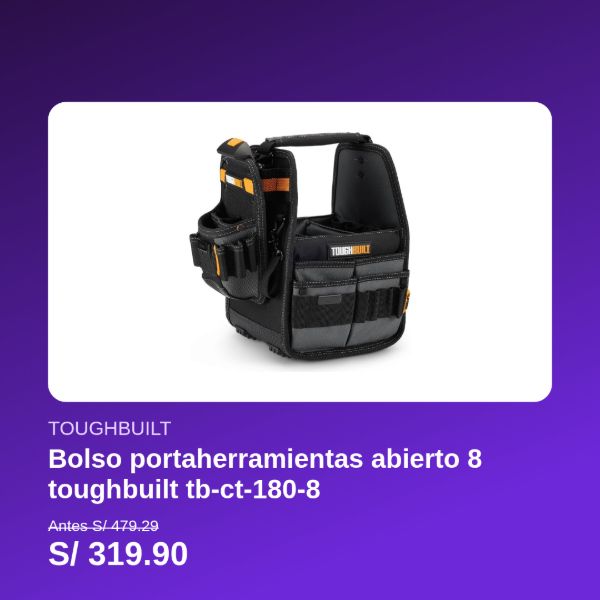 TOUGHBUILT
TOUGHBUILT
Bolso portaherramientas abierto 8
toughbuilt tb-ct-180-8
Antes S/ 479.29
S/ 319.90